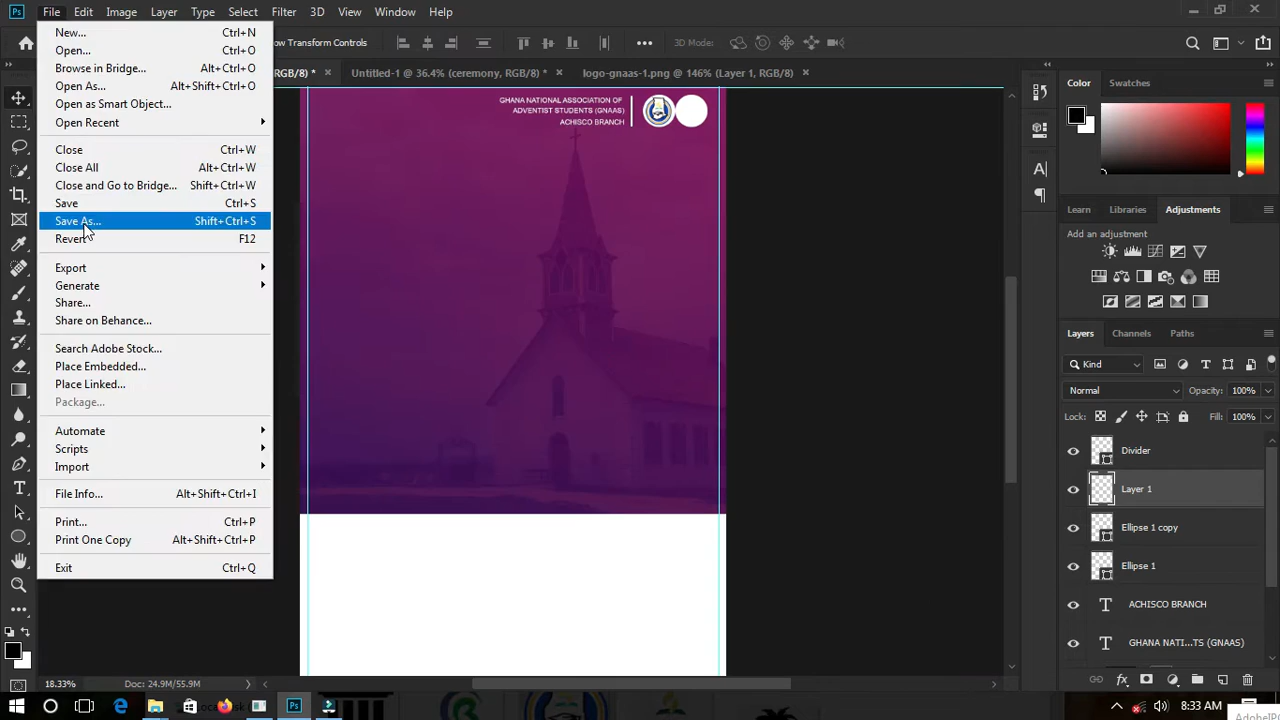 Ps File Edit Image Layer Type Select Filter 3D View Window Help
ow Transform Controls 3D Mode:
RGB/8) * × Untitled-1 @ 36.4% (ceremony, RGB/8) * × logo-gnaas-1.png @ 146% (Layer 1, RGB/8) ×
New... Ctrl+N
Open... Ctrl+O
Browse in Bridge... Alt+Ctrl+O
Open As... Alt+Shift+Ctrl+O
Open as Smart Object...
Open Recent
Close Ctrl+W
Close All Alt+Ctrl+W
Close and Go to Bridge... Shift+Ctrl+W
Save Ctrl+S
Save As... Shift+Ctrl+S
Revert F12
Export
Generate
Share...
Share on Behance...
Search Adobe Stock...
Place Embedded...
Place Linked...
Package...
Automate
Scripts
Import
File Info... Alt+Shift+Ctrl+I
Print... Ctrl+P
Print One Copy Alt+Shift+Ctrl+P
Exit Ctrl+Q
GHANA NATIONAL ASSOCIATION OF
ADVENTIST STUDENTS (GNAAS)
ACHISCO BRANCH
Color Swatches
Learn Libraries Adjustments
Add an adjustment
Layers Channels Paths
Kind
Normal Opacity: 100%
Lock: Fill: 100%
Divider
Layer 1
Ellipse 1 copy
Ellipse 1
T ACHISCO BRANCH
T GHANA NATI...TS (GNAAS)
fx
18.33% Doc: 24.9M/55.9M
Ps
8:33 AM